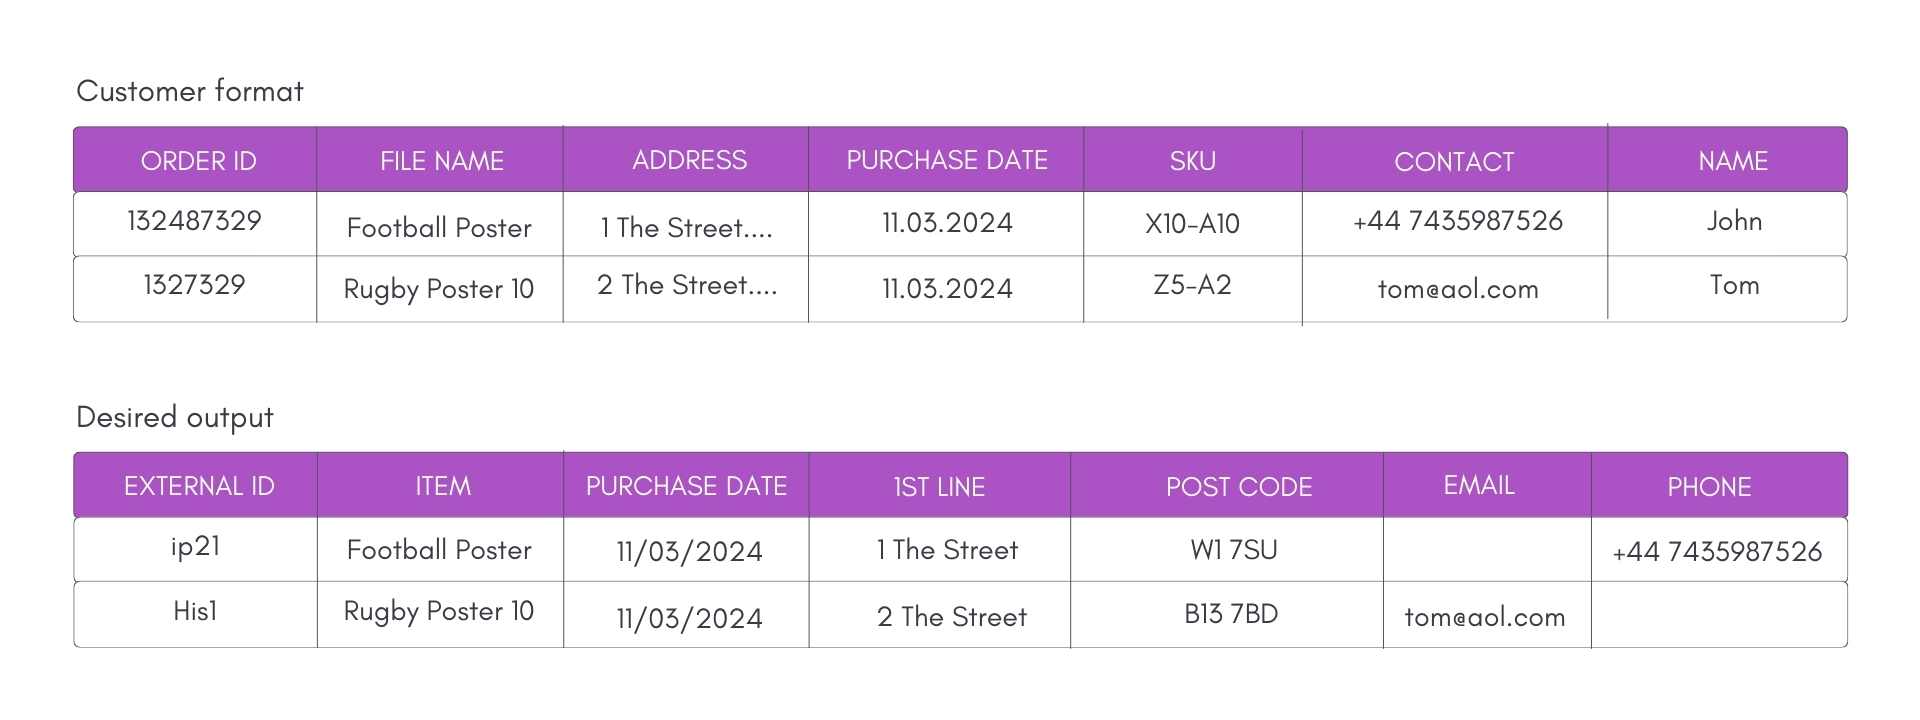 Customer format
ORDER ID FILE NAME ADDRESS PURCHASE DATE SKU CONTACT NAME
132487329 Football Poster 1 The Street.... 11.03.2024 X10-A10 +44 7435987526 John
1327329 Rugby Poster 10 2 The Street.... 11.03.2024 Z5-A2 tom@aol.com Tom
Desired output
EXTERNAL ID ITEM PURCHASE DATE 1ST LINE POST CODE EMAIL PHONE
ip21 Football Poster 11/03/2024 1 The Street W1 7SU +44 7435987526
His1 Rugby Poster 10 11/03/2024 2 The Street B13 7BD tom@aol.com